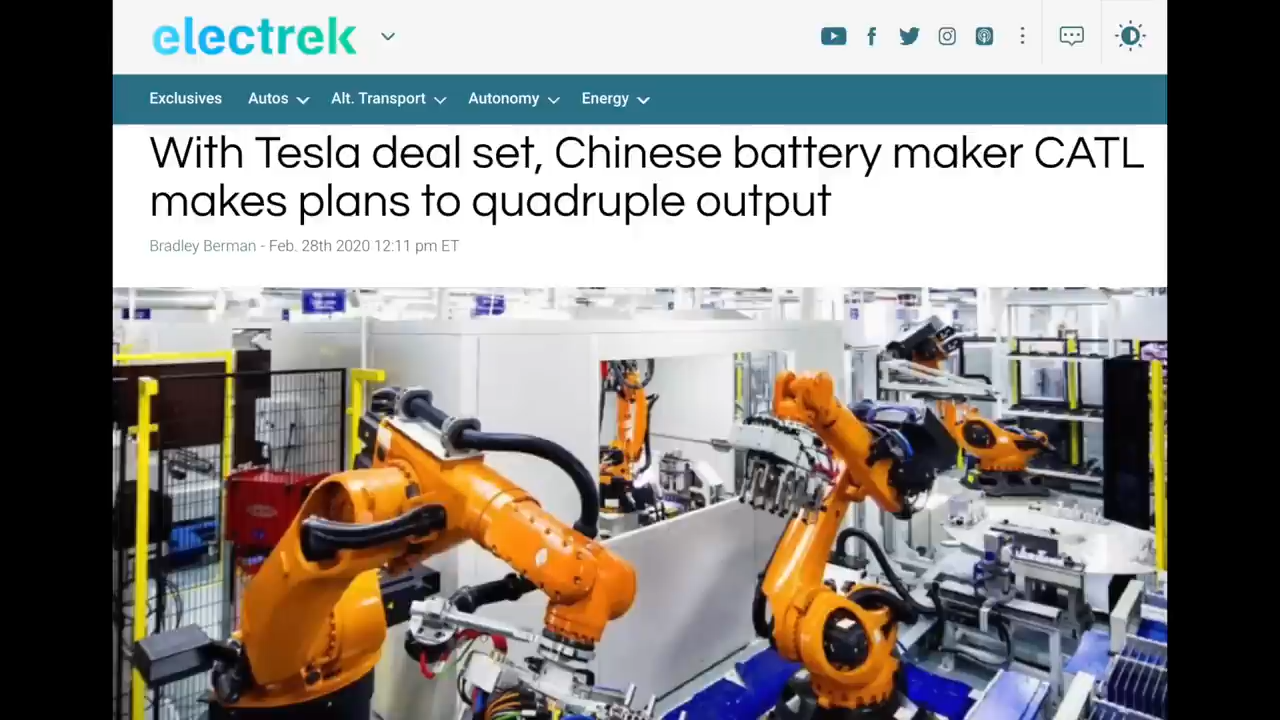 electrek
Exclusives Autos Alt. Transport Autonomy Energy
With Tesla deal set, Chinese battery maker CATL
makes plans to quadruple output
Bradley Berman - Feb. 28th 2020 12:11 pm ET